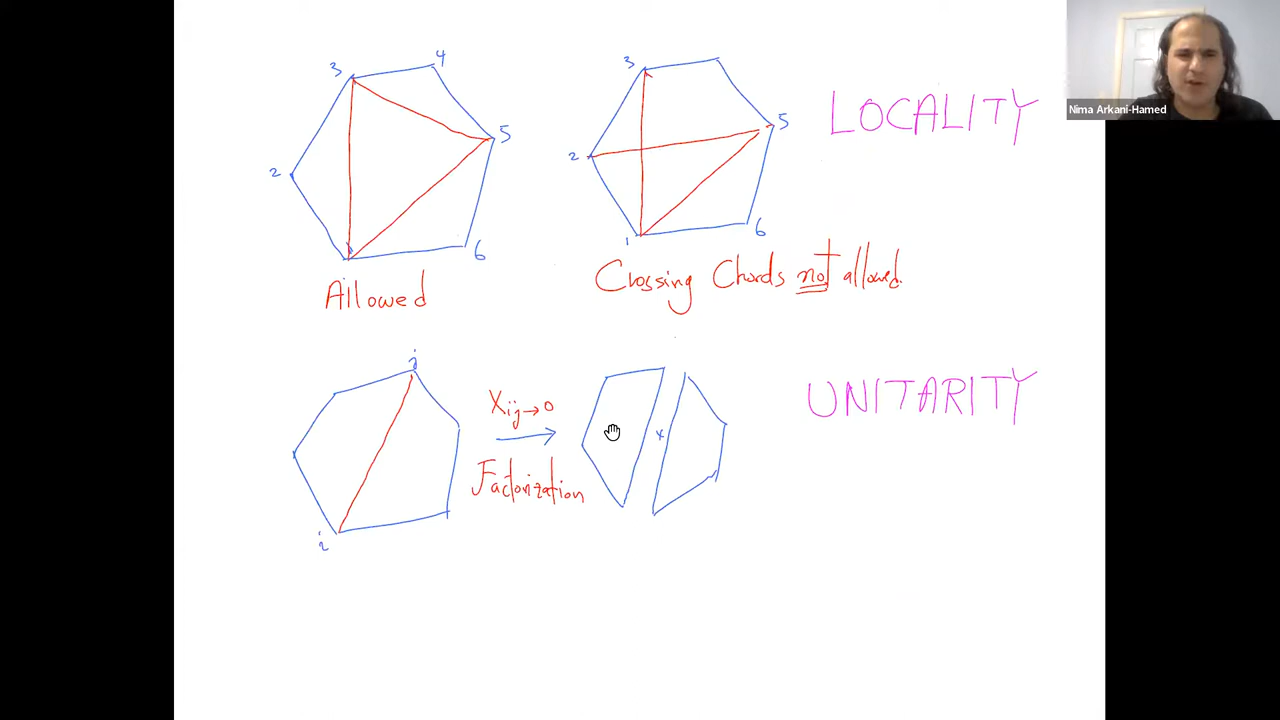 3 4 5 6 2
Allowed
3 5 2 1 6
Crossing Chords not allowed.
LOCALITY
Nima Arkani-Hamed
j
i
Xij→0
Factorization
x
UNITARITY